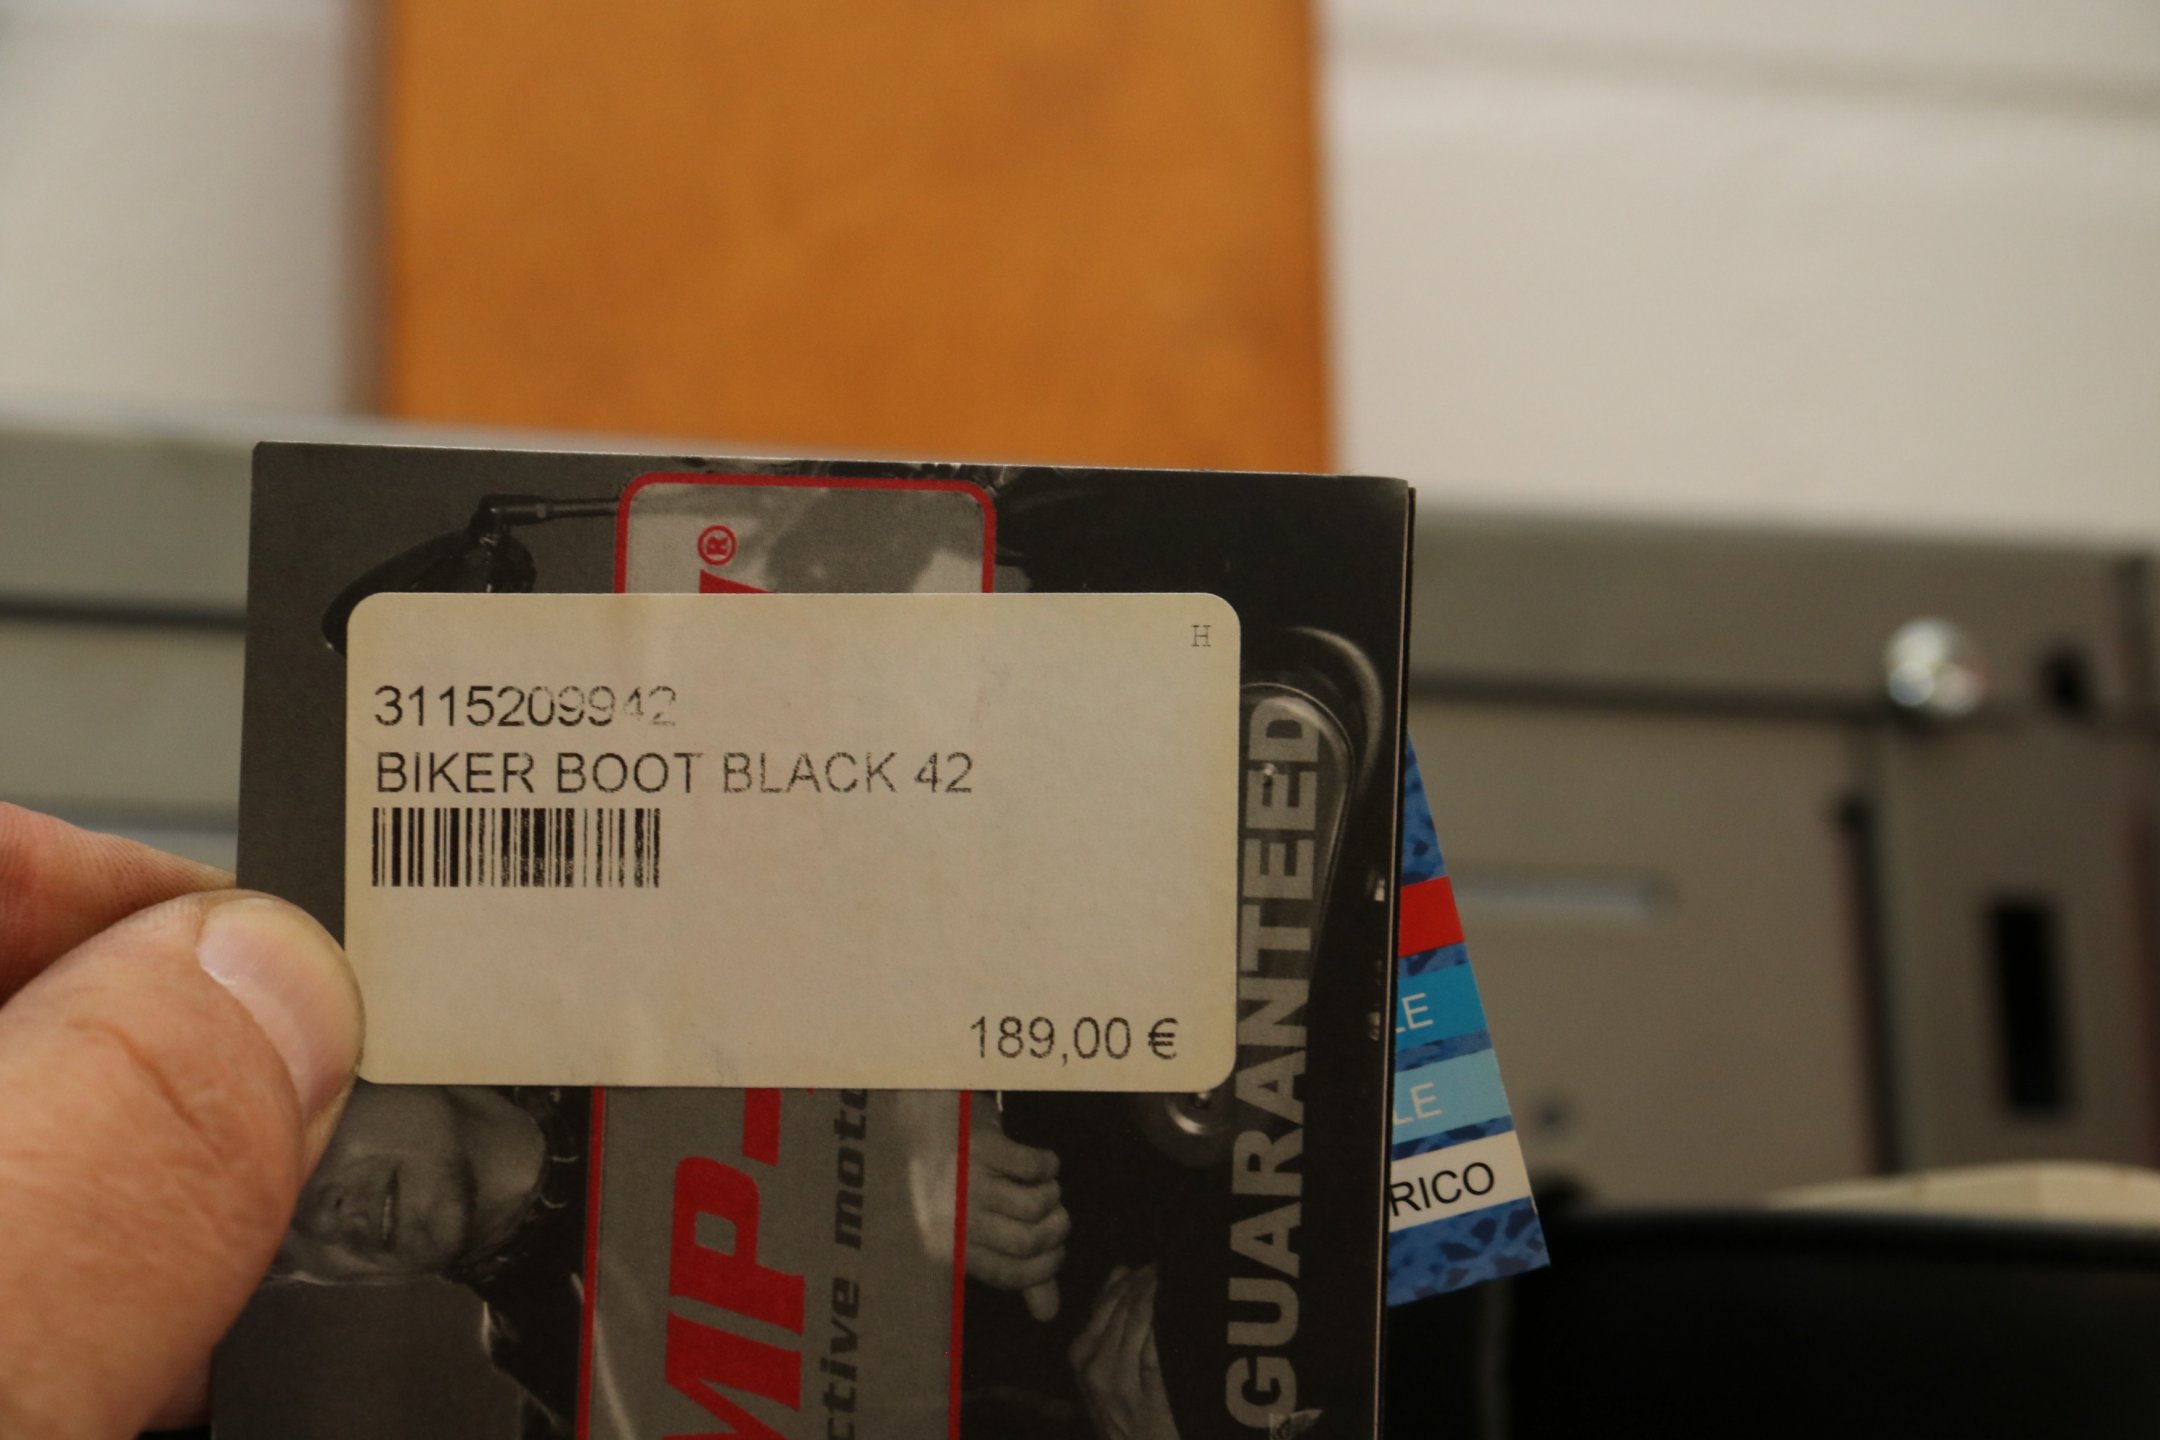 H
3115209942
BIKER BOOT BLACK 42
189,00 €
®
GUARANTEED
LE
LE
RICO